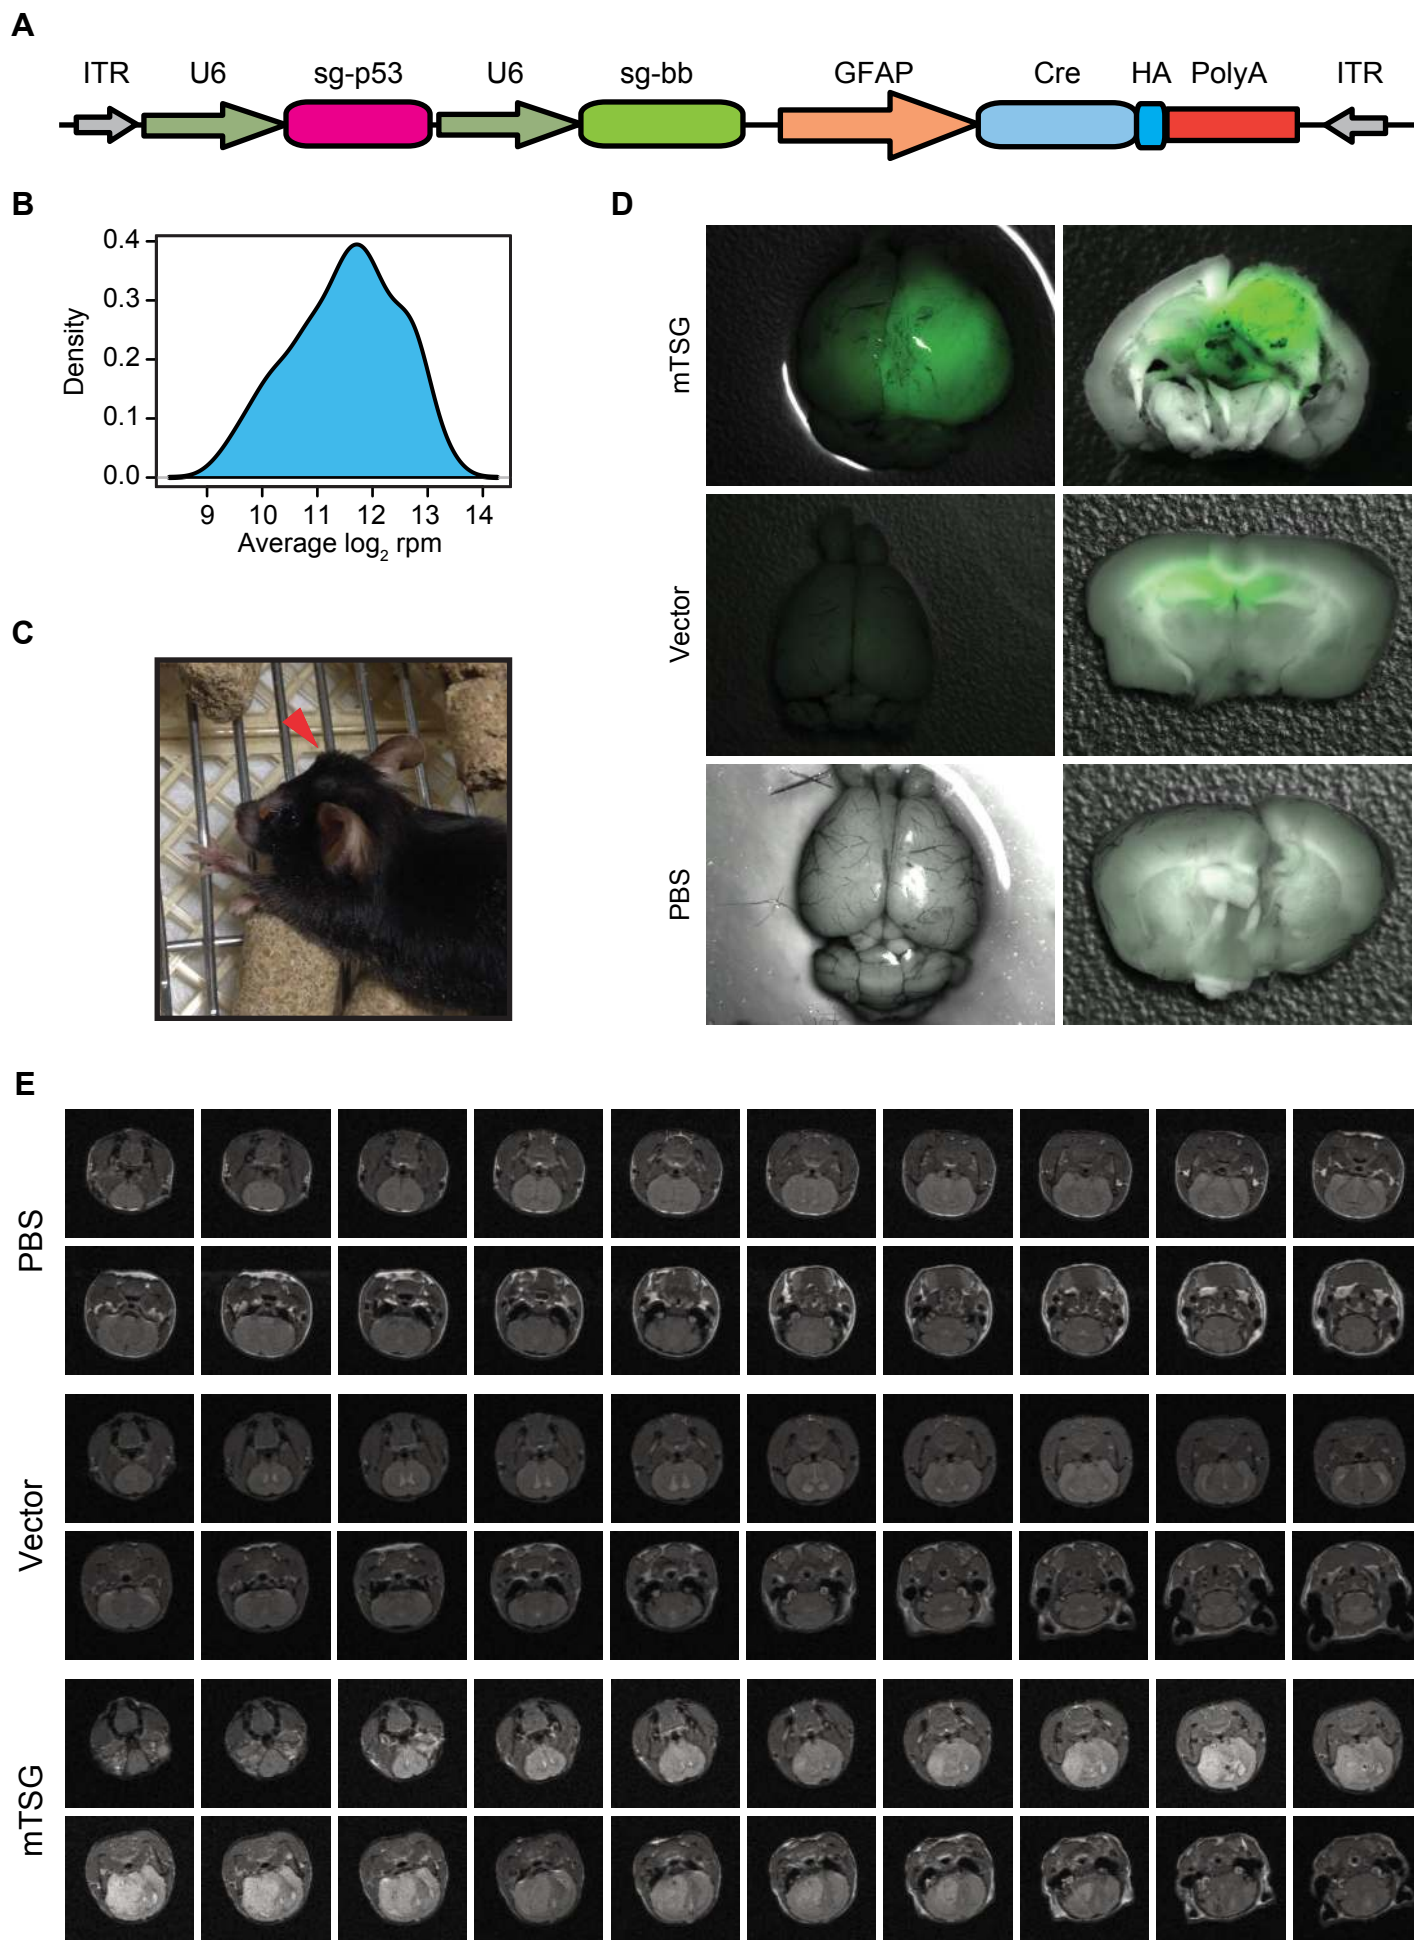 A
ITR U6 sg-p53 U6 sg-bb GFAP Cre HA PolyA ITR
B
Density
0.4
0.3
0.2
0.1
0.0
9 10 11 12 13 14
Average log2 rpm
C
D
mTSG
Vector
PBS
E
PBS
Vector
mTSG